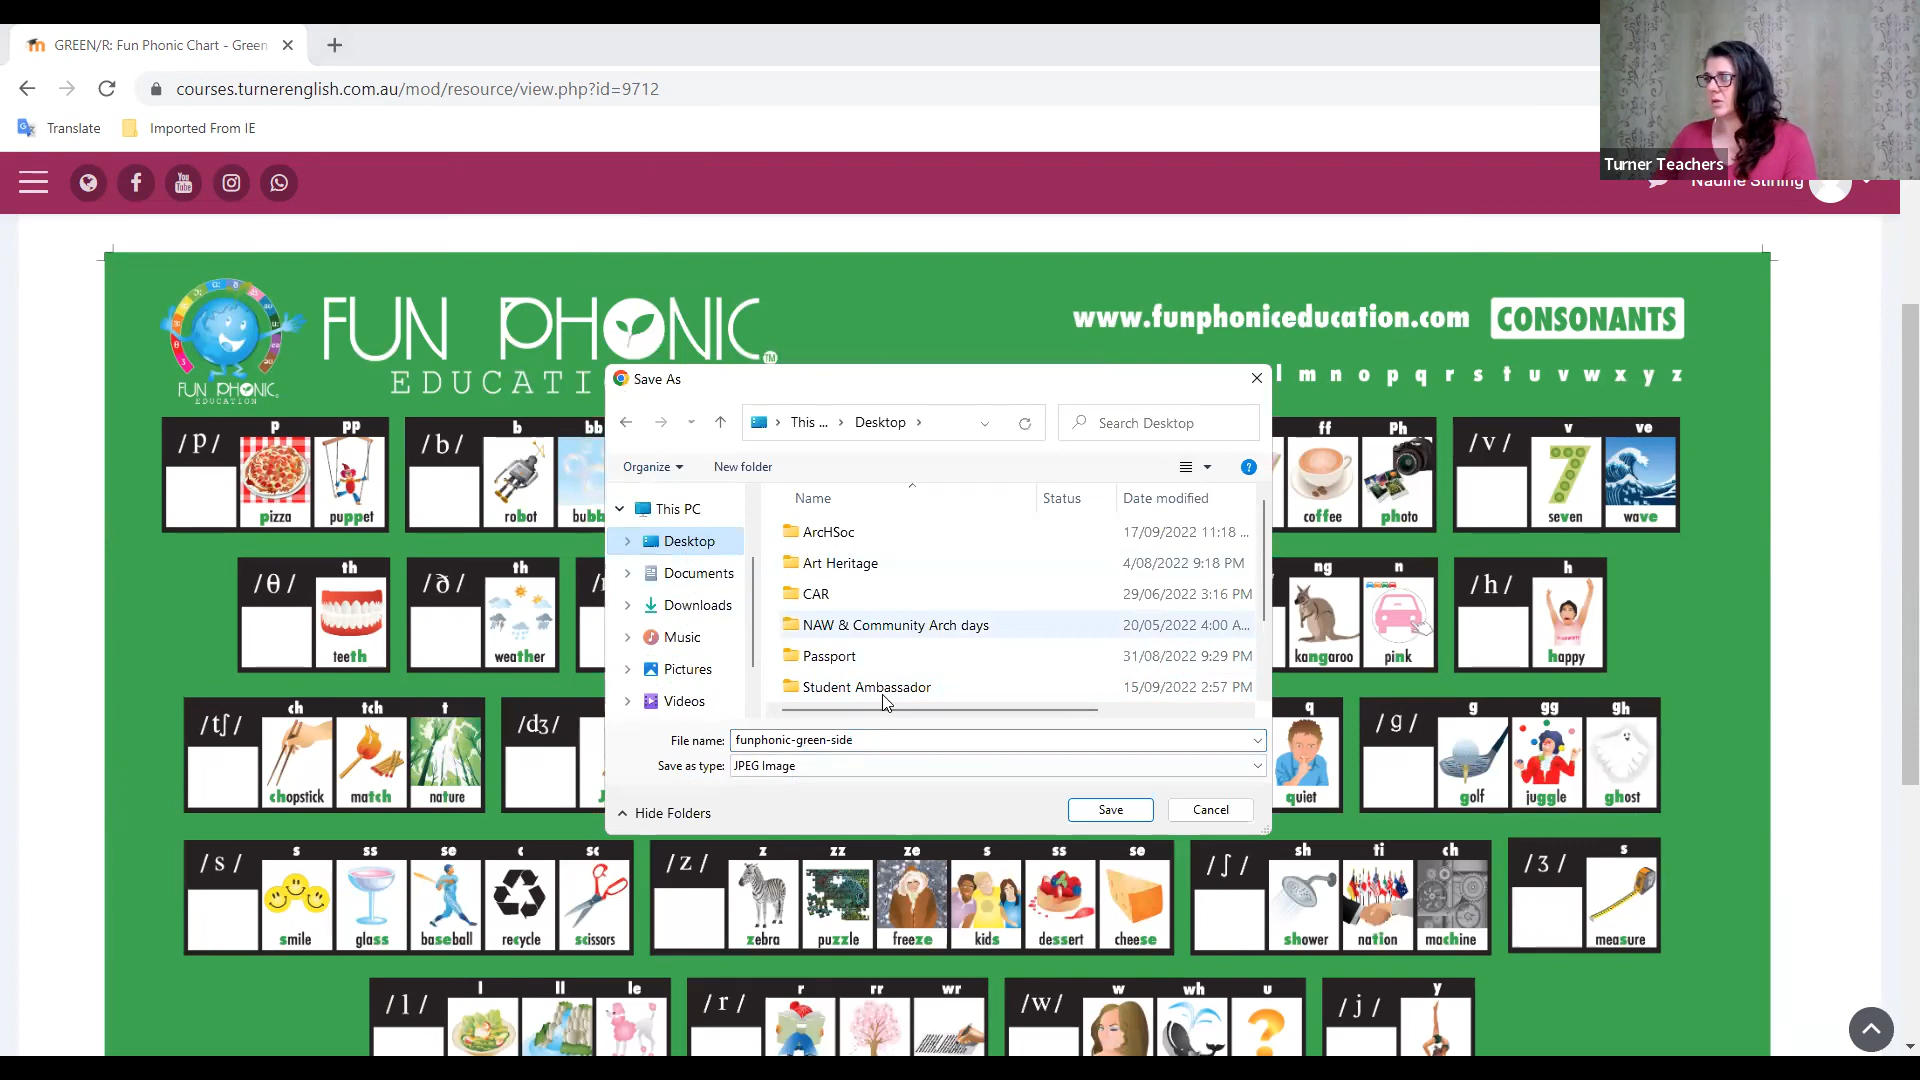 GREEN/R: Fun Phonic Chart - Green
courses.turnerenglish.com.au/mod/resource/view.php?id=9712
Translate
Imported From IE
Turner Teachers
Nadine Stirling
FUN PHONIC
EDUCATION
FUN PHONIC TM
EDUCATI
www.funphoniceducation.com CONSONANTS
l m n o p q r s t u v w x y z
Save As
This ... Desktop
Search Desktop
Organize
New folder
This PC
Desktop
Documents
Downloads
Music
Pictures
Videos
Name Status Date modified
ArcHSoc 17/09/2022 11:18 ...
Art Heritage 4/08/2022 9:18 PM
CAR 29/06/2022 3:16 PM
NAW & Community Arch days 20/05/2022 4:00 A...
Passport 31/08/2022 9:29 PM
Student Ambassador 15/09/2022 2:57 PM
File name: funphonic-green-side
Save as type: JPEG Image
Hide Folders
Save
Cancel
/p/ p pp
pizza puppet
/b/ b bb
robot bubb
ff Ph
coffee photo
/v/ v ve
seven wave
/θ/ th
teeth
/ð/ th
weather
ng n
kangaroo pink
/h/ h
happy
/tʃ/ ch tch t
chopstick match nature
/dʒ/
q
quiet
/g/ g gg gh
golf juggle ghost
/s/ s ss se c sc
smile glass baseball recycle scissors
/z/ z zz ze s ss se
zebra puzzle freeze kids dessert cheese
/ʃ/ sh ti ch
shower nation machine
/ʒ/ s
measure
/l/ l ll le
/r/ r rr wr
/w/ w wh u
/j/ y